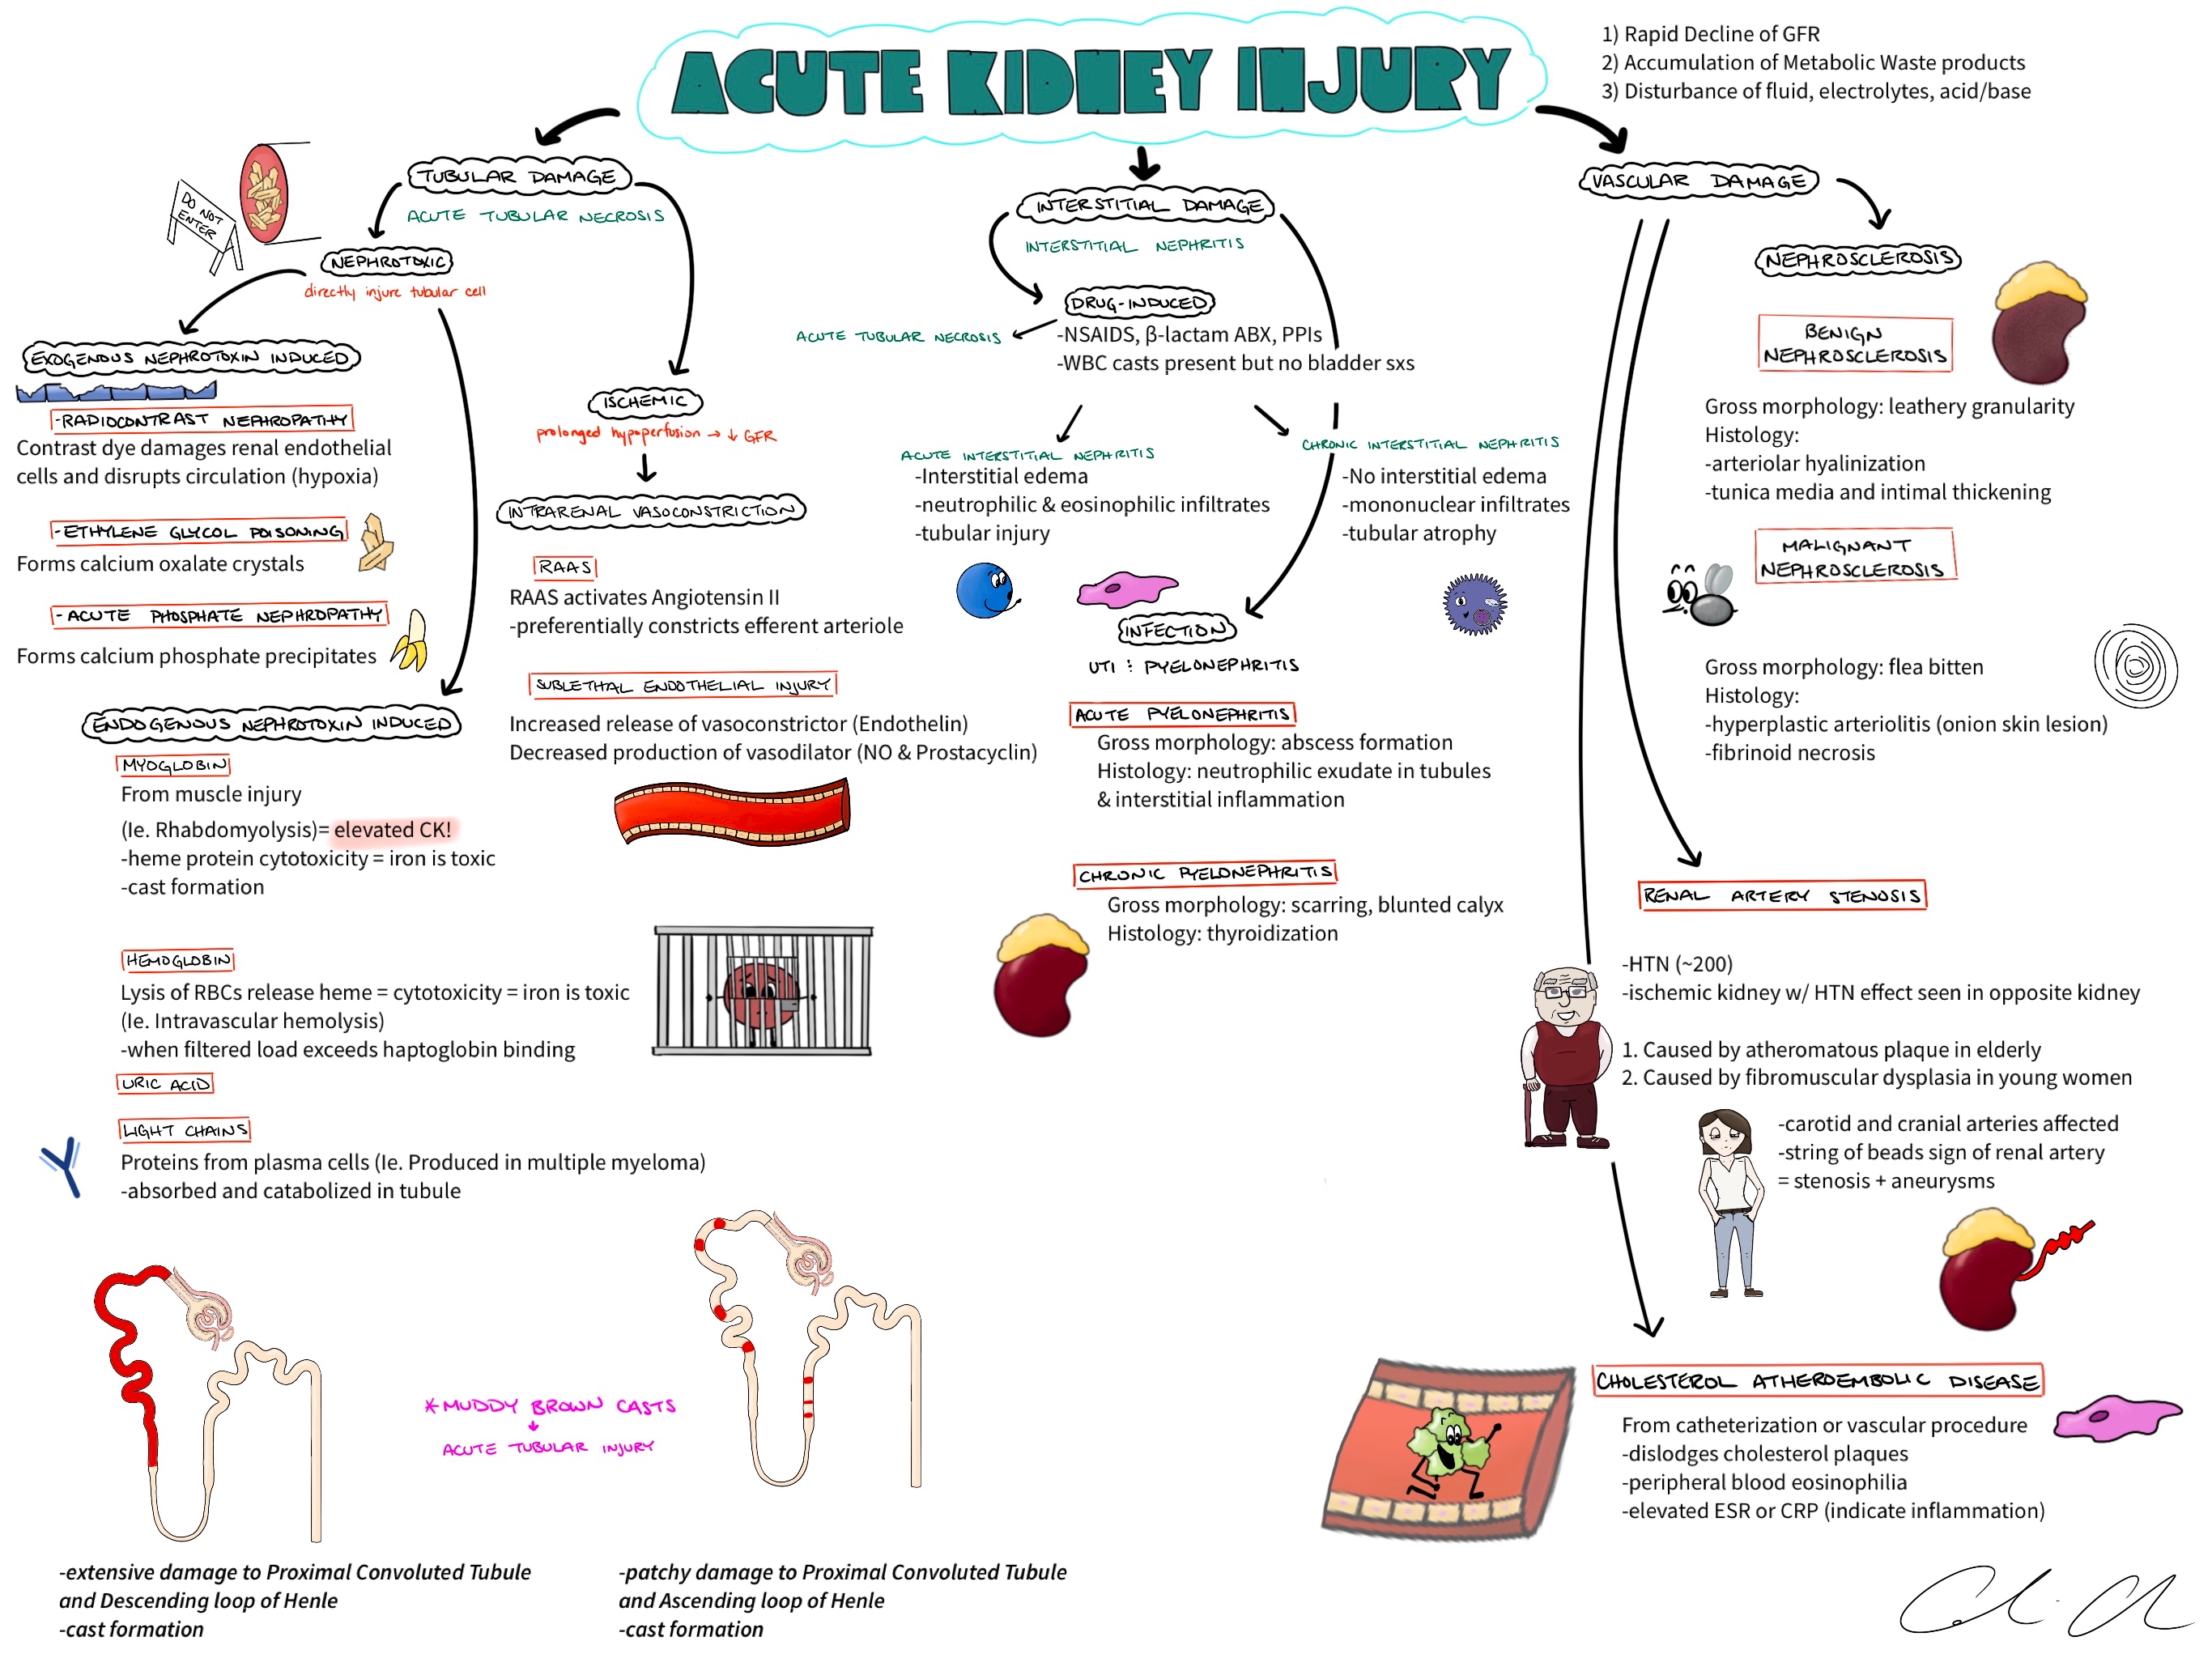 ACUTE KIDNEY INJURY
1) Rapid Decline of GFR
2) Accumulation of Metabolic Waste products
3) Disturbance of fluid, electrolytes, acid/base
TUBULAR DAMAGE
ACUTE TUBULAR NECROSIS
DO NOT
ENTER
NEPHROTOXIC
directly injure tubular cell
EXOGENOUS NEPHROTOXIN INDUCED
-RADIOCONTRAST NEPHROPATHY
Contrast dye damages renal endothelial
cells and disrupts circulation (hypoxia)
-ETHYLENE GLYCOL POISONING
Forms calcium oxalate crystals
-ACUTE PHOSPHATE NEPHROPATHY
Forms calcium phosphate precipitates
ENDOGENOUS NEPHROTOXIN INDUCED
MYOGLOBIN
From muscle injury
(Ie. Rhabdomyolysis)= elevated CK!
-heme protein cytotoxicity = iron is toxic
-cast formation
HEMOGLOBIN
Lysis of RBCs release heme = cytotoxicity = iron is toxic
(Ie. Intravascular hemolysis)
-when filtered load exceeds haptoglobin binding
URIC ACID
LIGHT CHAINS
Proteins from plasma cells (Ie. Produced in multiple myeloma)
-absorbed and catabolized in tubule
-extensive damage to Proximal Convoluted Tubule
and Descending loop of Henle
-cast formation
*MUDDY BROWN CASTS
↓
ACUTE TUBULAR INJURY
ISCHEMIC
prolonged hypoperfusion → ↓ GFR
INTRARENAL VASOCONSTRICTION
RAAS
RAAS activates Angiotensin II
-preferentially constricts efferent arteriole
SUBLETHAL ENDOTHELIAL INJURY
Increased release of vasoconstrictor (Endothelin)
Decreased production of vasodilator (NO & Prostacyclin)
-patchy damage to Proximal Convoluted Tubule
and Ascending loop of Henle
-cast formation
INTERSTITIAL DAMAGE
INTERSTITIAL NEPHRITIS
DRUG-INDUCED
ACUTE TUBULAR NECROSIS
-NSAIDS, β-lactam ABX, PPIs
-WBC casts present but no bladder sxs
ACUTE INTERSTITIAL NEPHRITIS
-Interstitial edema
-neutrophilic & eosinophilic infiltrates
-tubular injury
CHRONIC INTERSTITIAL NEPHRITIS
-No interstitial edema
-mononuclear infiltrates
-tubular atrophy
INFECTION
UTI : PYELONEPHRITIS
ACUTE PYELONEPHRITIS
Gross morphology: abscess formation
Histology: neutrophilic exudate in tubules
& interstitial inflammation
CHRONIC PYELONEPHRITIS
Gross morphology: scarring, blunted calyx
Histology: thyroidization
VASCULAR DAMAGE
NEPHROSCLEROSIS
BENIGN
NEPHROSCLEROSIS
Gross morphology: leathery granularity
Histology:
-arteriolar hyalinization
-tunica media and intimal thickening
MALIGNANT
NEPHROSCLEROSIS
Gross morphology: flea bitten
Histology:
-hyperplastic arteriolitis (onion skin lesion)
-fibrinoid necrosis
RENAL ARTERY STENOSIS
-HTN (~200)
-ischemic kidney w/ HTN effect seen in opposite kidney
1. Caused by atheromatous plaque in elderly
2. Caused by fibromuscular dysplasia in young women
-carotid and cranial arteries affected
-string of beads sign of renal artery
= stenosis + aneurysms
CHOLESTEROL ATHEROEMBOLIC DISEASE
From catheterization or vascular procedure
-dislodges cholesterol plaques
-peripheral blood eosinophilia
-elevated ESR or CRP (indicate inflammation)